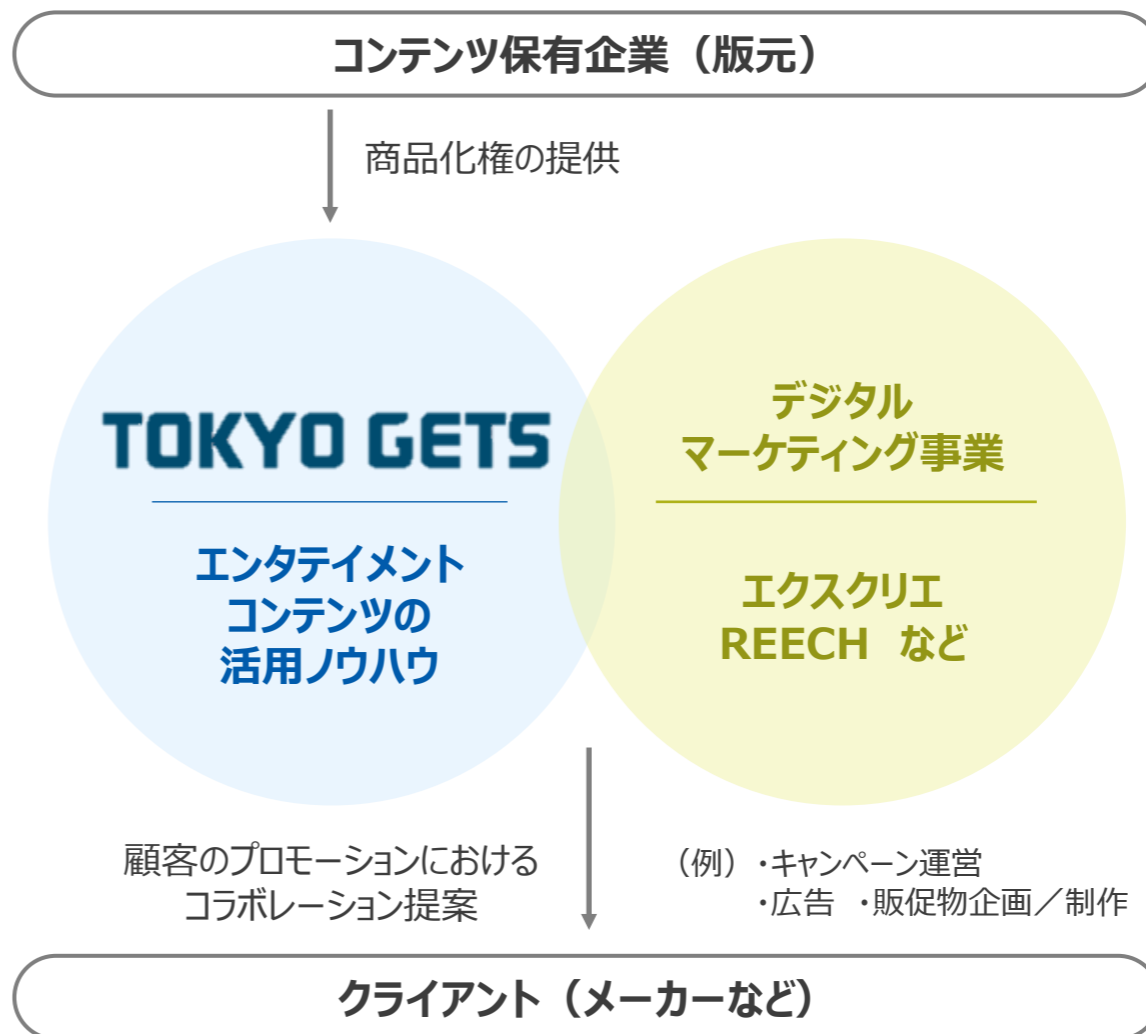 コンテンツ保有企業（版元）
商品化権の提供
TOKYO GETS
エンタテイメント
コンテンツの
活用ノウハウ
デジタル
マーケティング事業
エクスクリエ
REECH など
顧客のプロモーションにおける
コラボレーション提案
（例）・キャンペーン運営
・広告 ・販促物企画／制作
クライアント（メーカーなど）